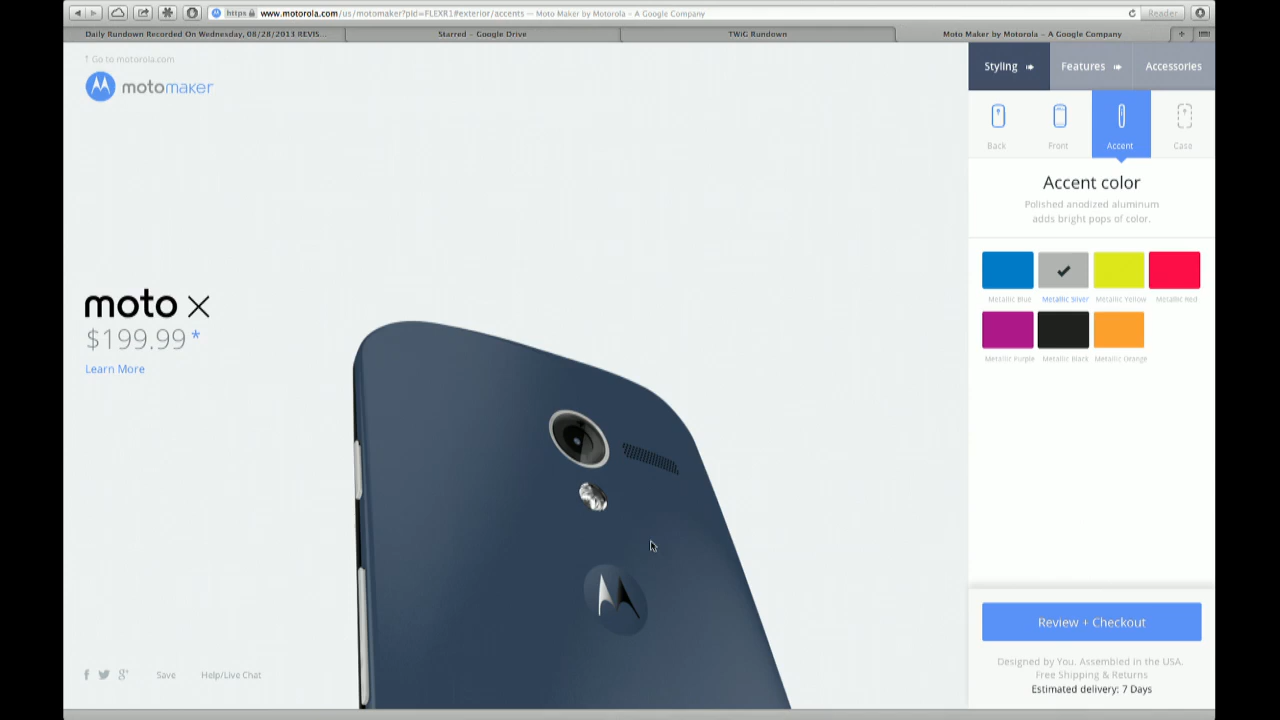 https www.motorola.com/us/motomaker?pid=FLEXR1#exterior/accents — Moto Maker by Motorola – A Google Company
Reader
Daily Rundown Recorded On Wednesday, 08/28/2013 REVIS...
Starred – Google Drive
TWiG Rundown
Moto Maker by Motorola – A Google Company
↑ Go to motorola.com
motomaker
Styling
Features
Accessories
Back
Front
Accent
Case
Accent color
Polished anodized aluminum
adds bright pops of color.
Metallic Blue
Metallic Silver
Metallic Yellow
Metallic Red
Metallic Purple
Metallic Black
Metallic Orange
moto x
$199.99 *
Learn More
Review + Checkout
Designed by You. Assembled in the USA.
Free Shipping & Returns
Estimated delivery: 7 Days
Save
Help/Live Chat